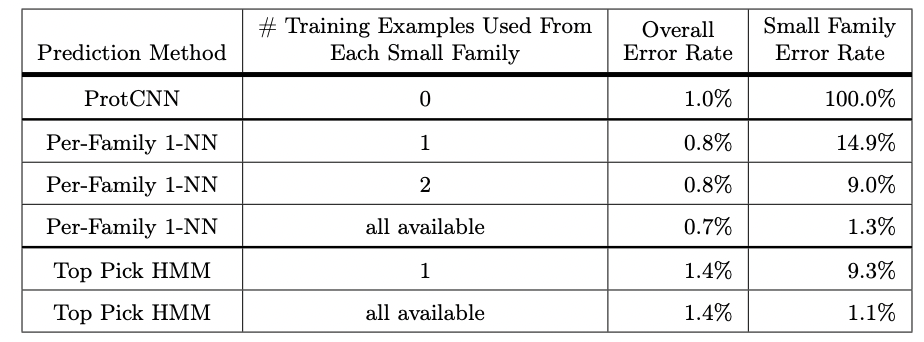 Prediction Method | # Training Examples Used From Each Small Family | Overall Error Rate | Small Family Error Rate
ProtCNN | 0 | 1.0% | 100.0%
Per-Family 1-NN | 1 | 0.8% | 14.9%
Per-Family 1-NN | 2 | 0.8% | 9.0%
Per-Family 1-NN | all available | 0.7% | 1.3%
Top Pick HMM | 1 | 1.4% | 9.3%
Top Pick HMM | all available | 1.4% | 1.1%